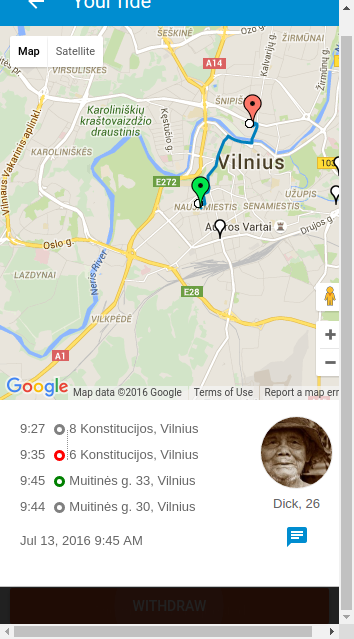 Your ride
Map
Satellite
ŠEŠKINĖ
ŽIRMŪNAI
A14
VIRŠULIŠKĖS
Kalvarijų g.
Žirmūnų g.
Karoliniškių
kraštovaizdžio
draustinis
ŠNIPIŠ
Kęstučio g.
Vilniaus Vakarinis aplinkl.
KAROLINIŠKĖS
Vilnius
103
E272
UŽUPIS
NAUJAMIESTIS
SENAMIESTIS
Aušros Vartai
Drujos g.
Oslo g.
LAZDYNAI
Neris River
E28
VILKPĖDĖ
A1
Google
Map data ©2016 Google
Terms of Use
Report a map err
9:27 8 Konstitucijos, Vilnius
9:35 6 Konstitucijos, Vilnius
9:45 Muitinės g. 33, Vilnius
9:44 Muitinės g. 30, Vilnius
Dick, 26
Jul 13, 2016 9:45 AM
WITHDRAW